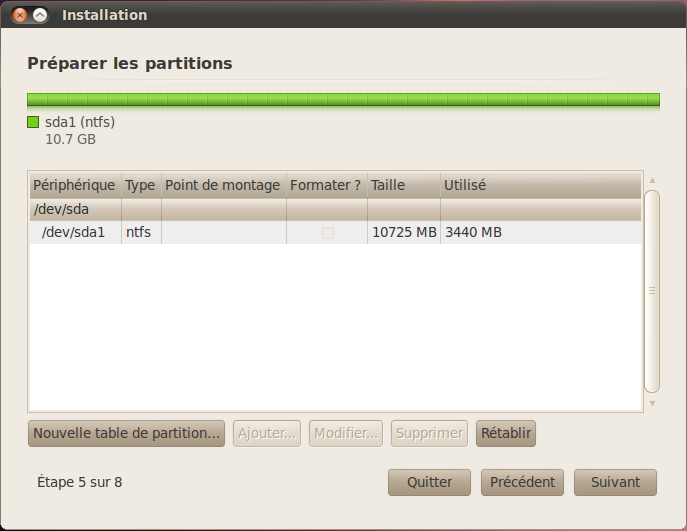 Installation
Préparer les partitions
sda1 (ntfs)
10.7 GB
Périphérique Type Point de montage Formater ? Taille Utilisé
/dev/sda
/dev/sda1 ntfs 10725 MB 3440 MB
Nouvelle table de partition... Ajouter... Modifier... Supprimer Rétablir
Étape 5 sur 8 Quitter Précédent Suivant